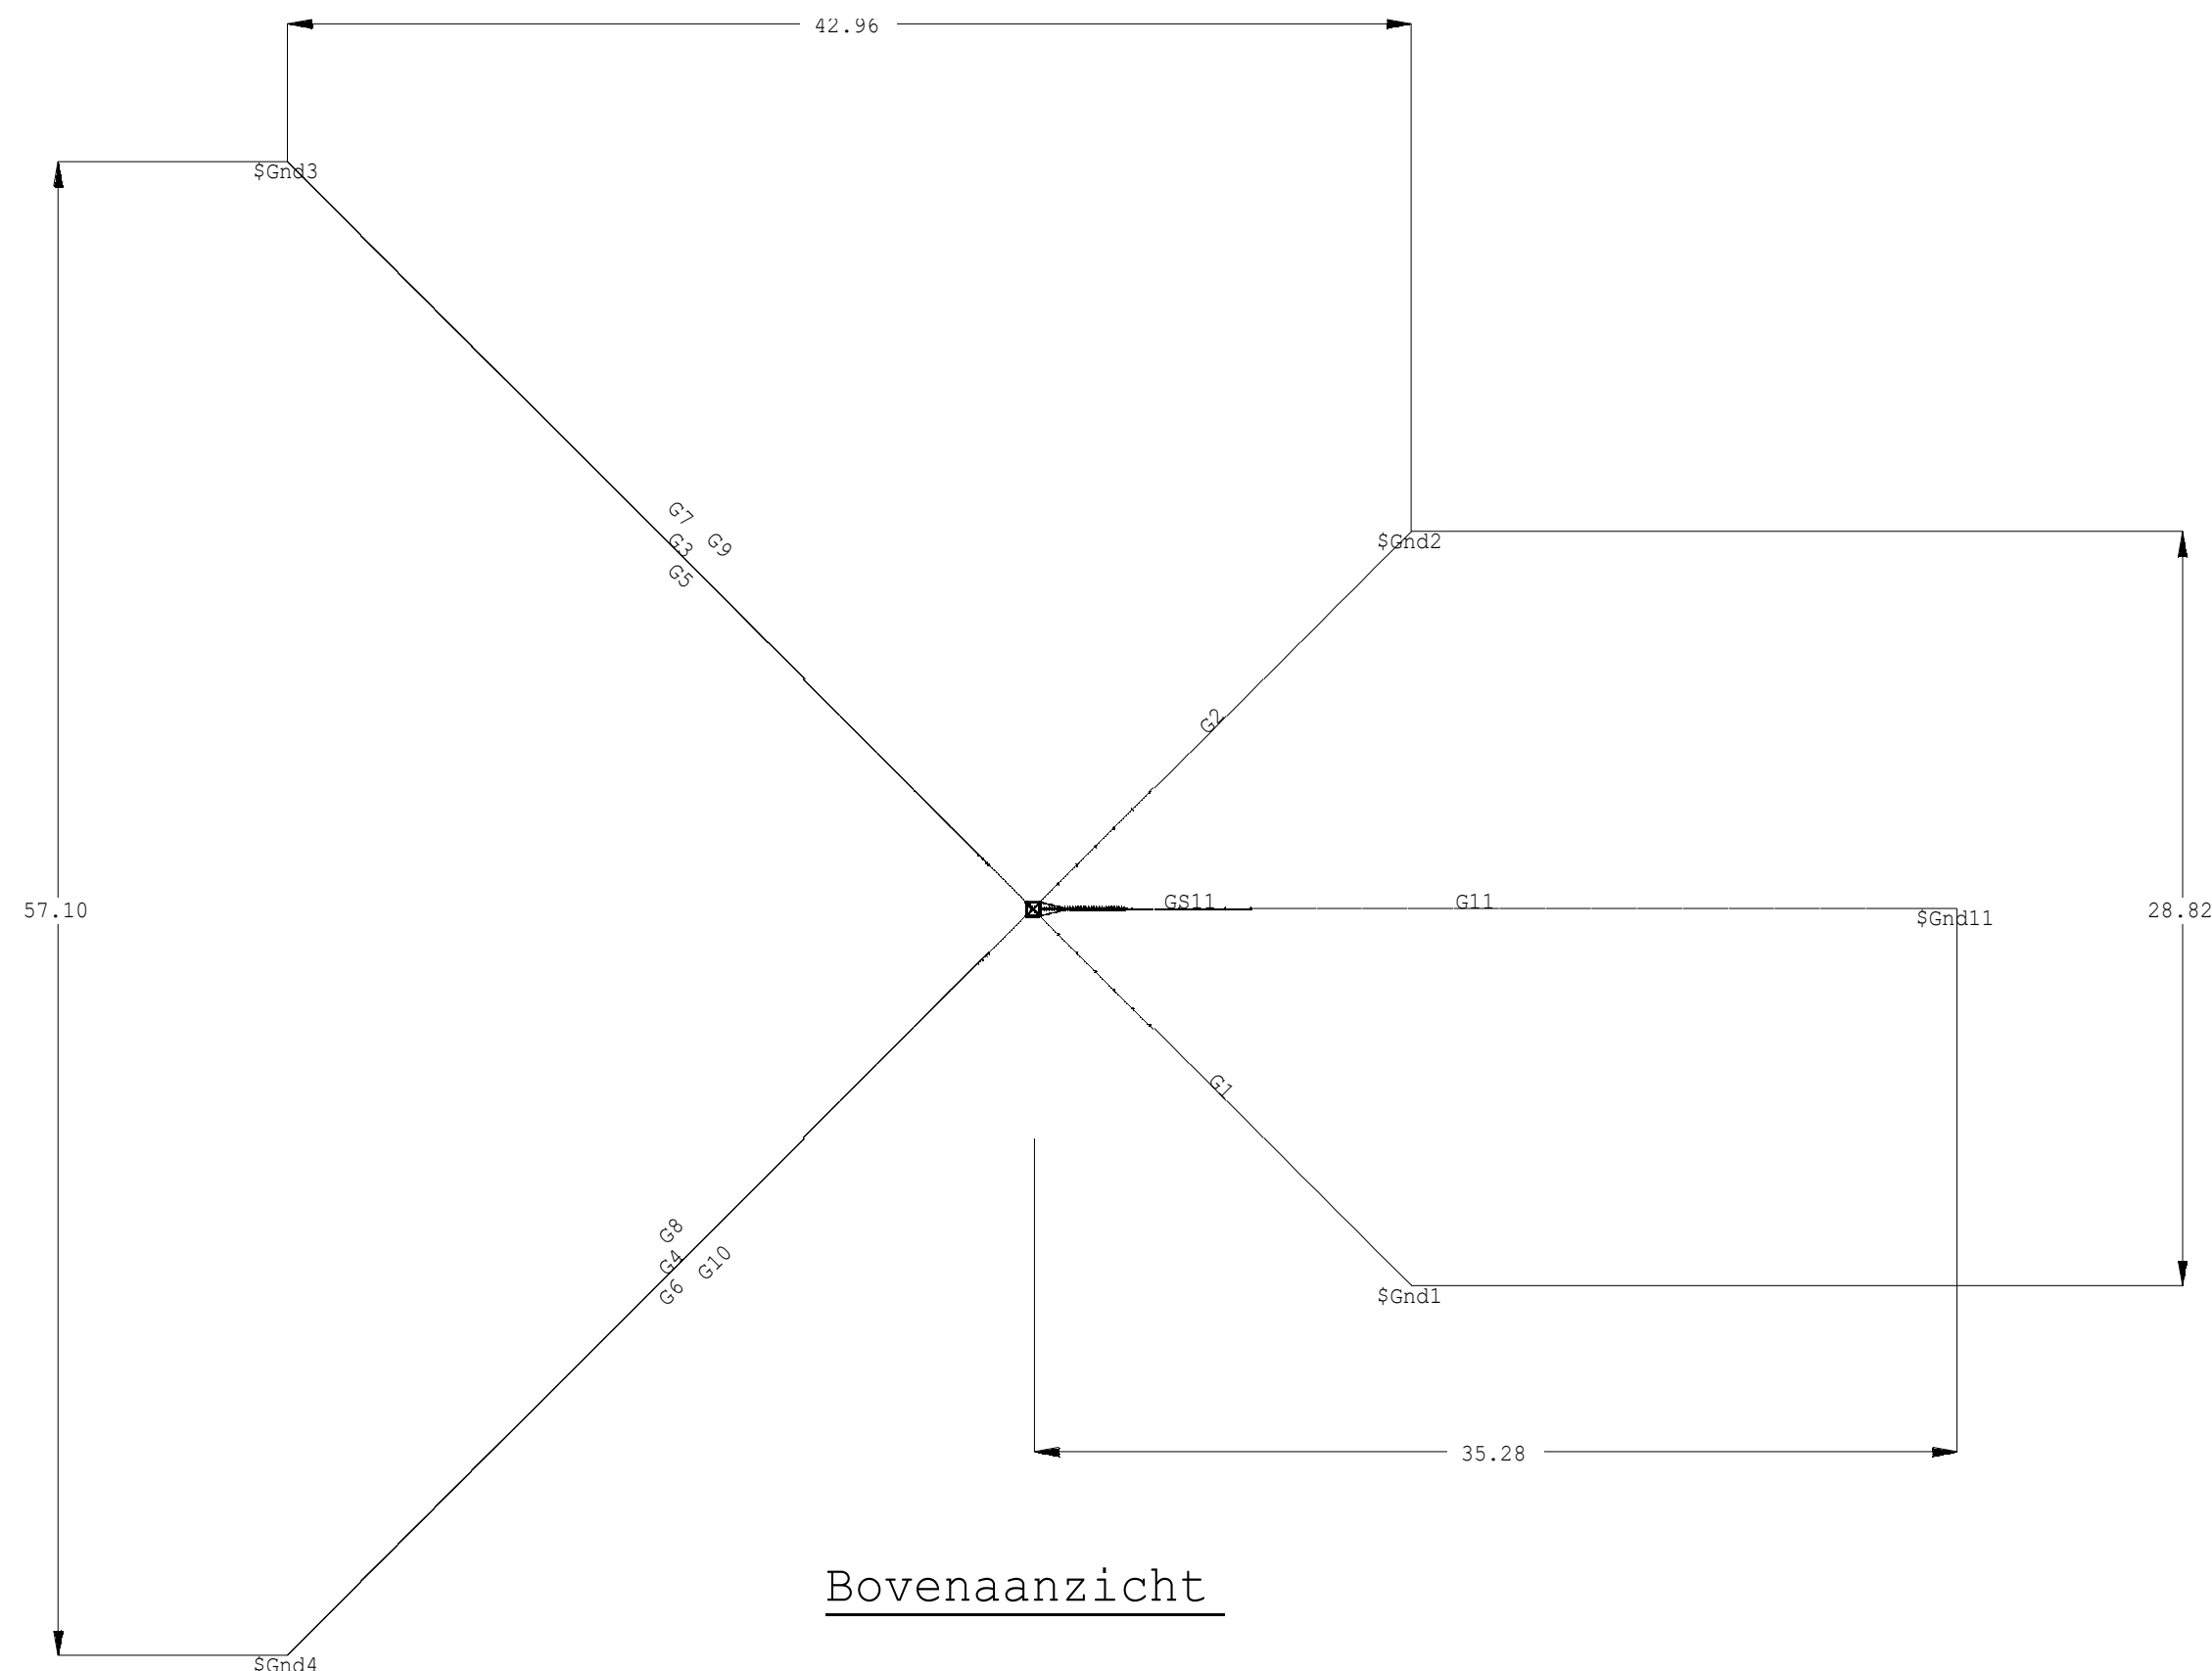 42.96
$Gnd3
G7
G3 G9
G5
$Gnd2
G2
57.10
GS11
G11
$Gnd11
28.82
G1
G8
G4 G10
G6
$Gnd1
35.28
Bovenaanzicht
$Gnd4